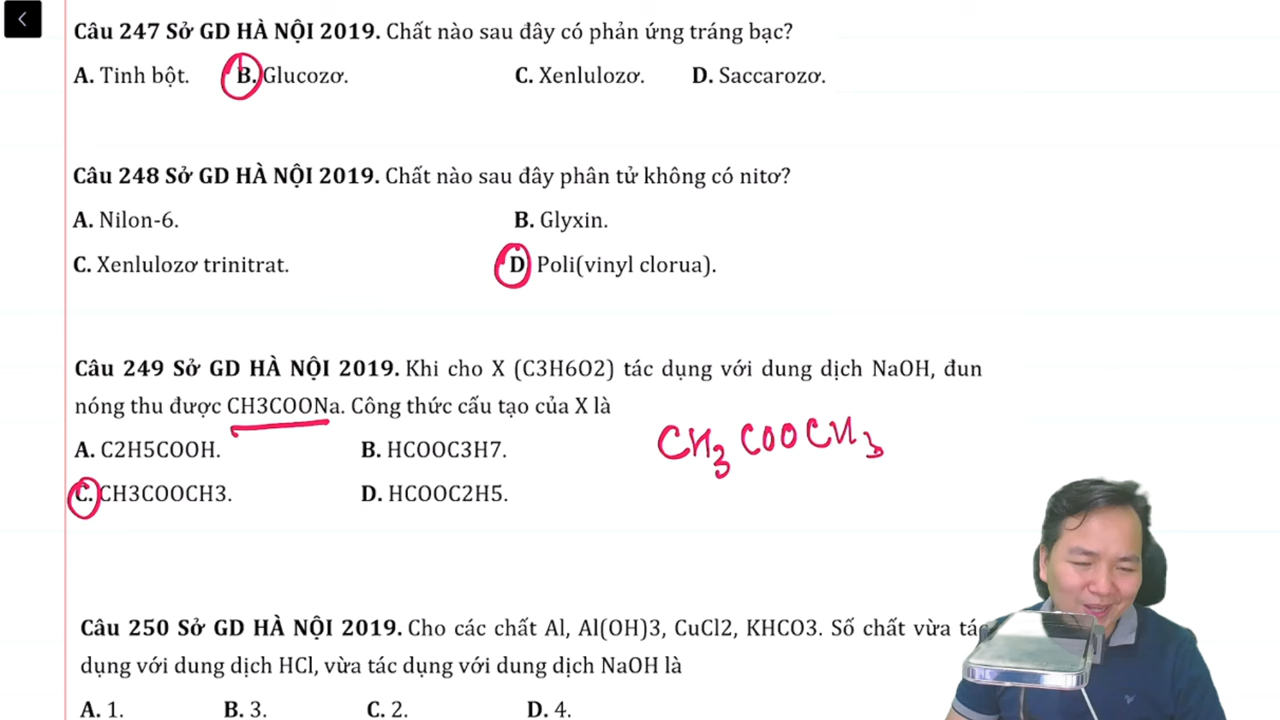 Câu 247 Sở GD HÀ NỘI 2019. Chất nào sau đây có phản ứng tráng bạc?
A. Tinh bột. B. Glucozơ. C. Xenlulozơ. D. Saccarozơ.
Câu 248 Sở GD HÀ NỘI 2019. Chất nào sau đây phân tử không có nitơ?
A. Nilon-6. B. Glyxin.
C. Xenlulozơ trinitrat. D Poli(vinyl clorua).
Câu 249 Sở GD HÀ NỘI 2019. Khi cho X (C3H6O2) tác dụng với dung dịch NaOH, đun
nóng thu được CH3COONa. Công thức cấu tạo của X là
CH3COOCH3
A. C2H5COOH. B. HCOOC3H7.
C. CH3COOCH3. D. HCOOC2H5.
Câu 250 Sở GD HÀ NỘI 2019. Cho các chất Al, Al(OH)3, CuCl2, KHCO3. Số chất vừa
dụng với dung dịch HCl, vừa tác dụng với dung dịch NaOH là
A. 1. B. 3. C. 2. D. 4.